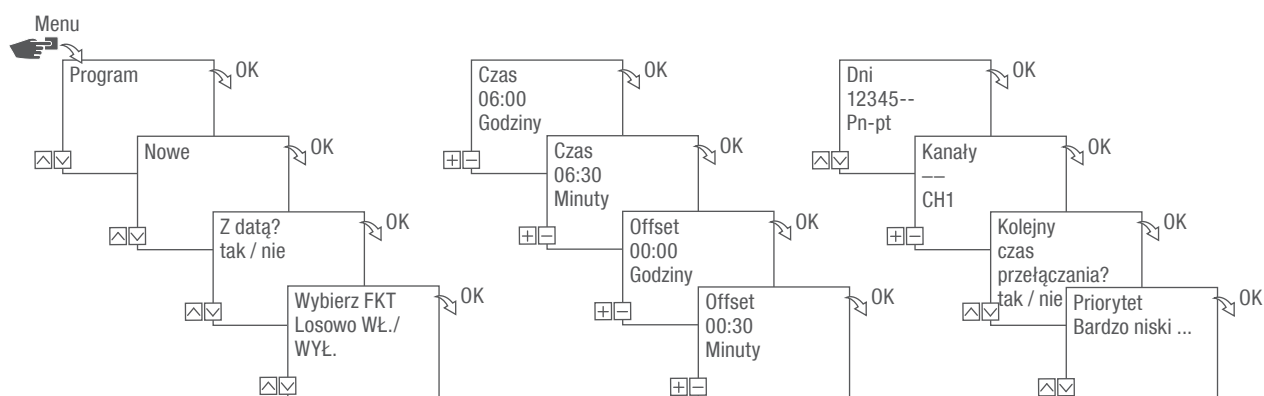 Menu
Program
OK
Nowe
OK
Z datą?
tak / nie
OK
Wybierz FKT
Losowo WŁ./
WYŁ.
OK
Czas
06:00
Godziny
OK
Czas
06:30
Minuty
OK
Offset
00:00
Godziny
OK
Offset
00:30
Minuty
OK
Dni
12345--
Pn-pt
OK
Kanały
––
CH1
OK
Kolejny
czas
przełączania?
tak / nie
OK
Priorytet
Bardzo niski ...
OK